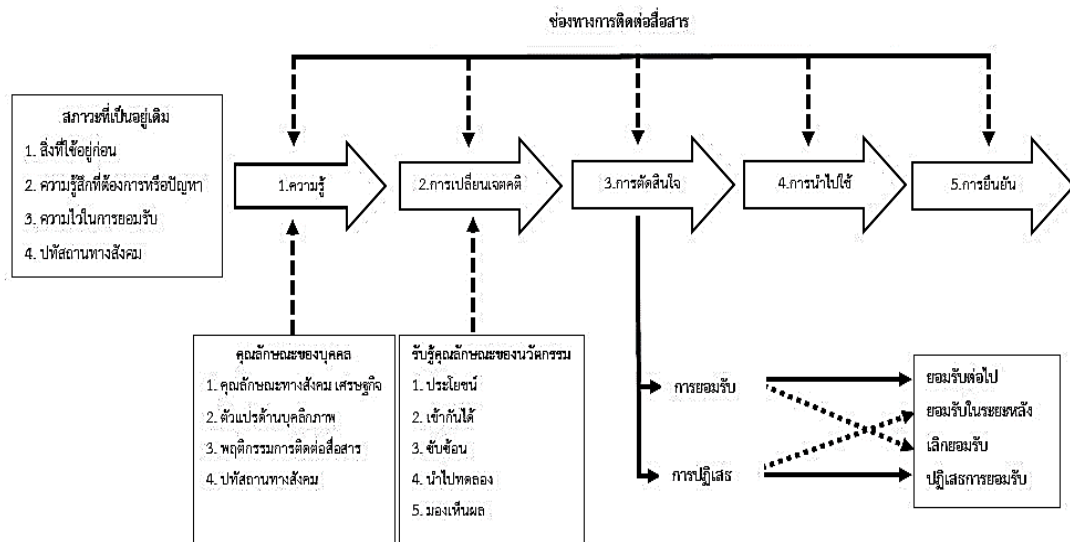 ช่องทางการติดต่อสื่อสาร
สภาวะที่เป็นอยู่เดิม
1. สิ่งที่ใช้อยู่ก่อน
2. ความรู้สึกที่ต้องการหรือปัญหา
3. ความไวในการยอมรับ
4. ปทัสถานทางสังคม
1.ความรู้
2.การเปลี่ยนเจตคติ
3.การตัดสินใจ
4.การนำไปใช้
5.การยืนยัน
คุณลักษณะของบุคคล
1. คุณลักษณะทางสังคม เศรษฐกิจ
2. ตัวแปรด้านบุคลิกภาพ
3. พฤติกรรมการติดต่อสื่อสาร
4. ปทัสถานทางสังคม
รับรู้คุณลักษณะของนวัตกรรม
1. ประโยชน์
2. เข้ากันได้
3. ซับซ้อน
4. นำไปทดลอง
5. มองเห็นผล
การยอมรับ
การปฏิเสธ
ยอมรับต่อไป
ยอมรับในระยะหลัง
เลิกยอมรับ
ปฏิเสธการยอมรับ